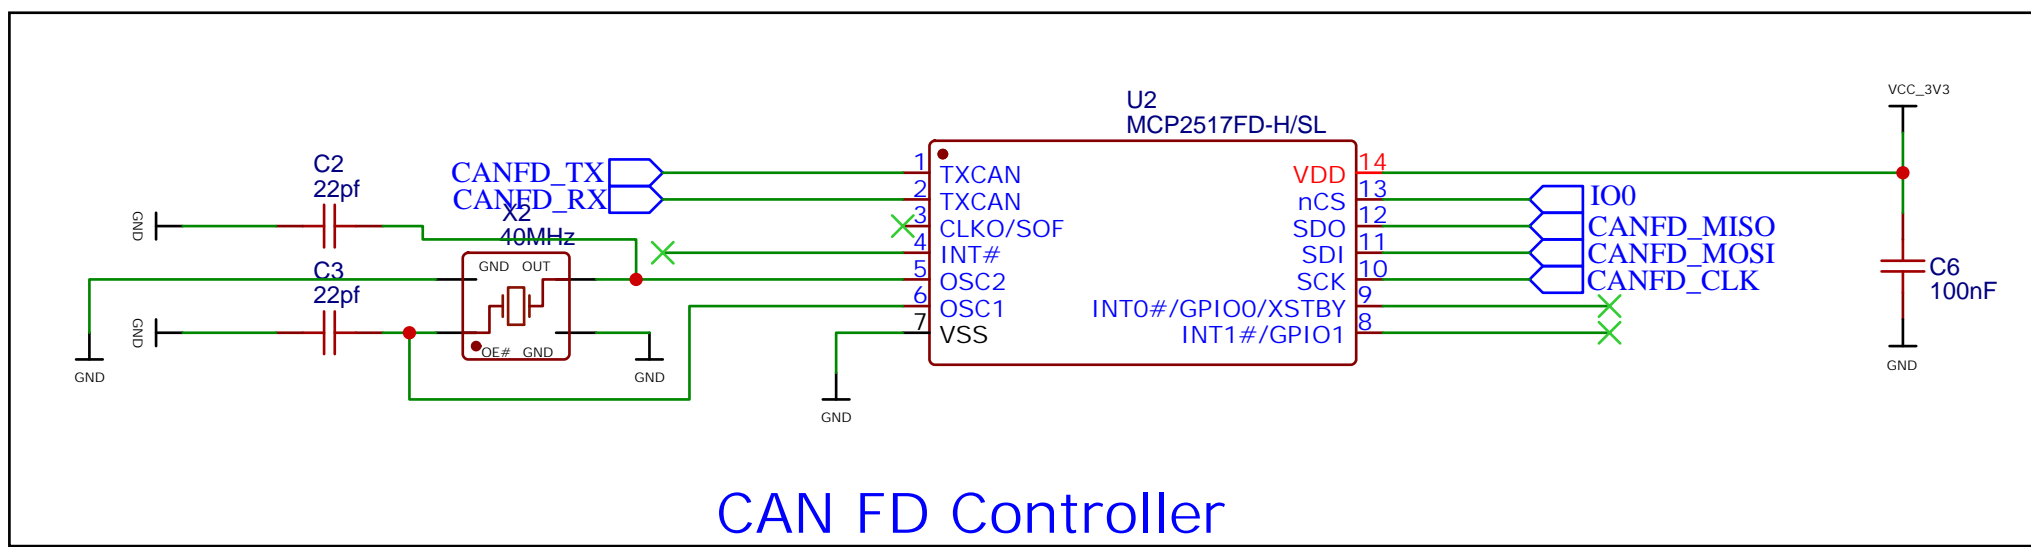 VCC_3V3
U2
MCP2517FD-H/SL
C2
22pf
CANFD_TX
CANFD_RX
GND
X2
40MHz
GND OUT
OE# GND
C3
22pf
GND
GND
GND
1 TXCAN
2 TXCAN
3 CLKO/SOF
4 INT#
5 OSC2
6 OSC1
7 VSS
GND
VDD 14
nCS 13
SDO 12
SDI 11
SCK 10
INT0#/GPIO0/XSTBY 9
INT1#/GPIO1 8
IO0
CANFD_MISO
CANFD_MOSI
CANFD_CLK
C6
100nF
GND
CAN FD Controller